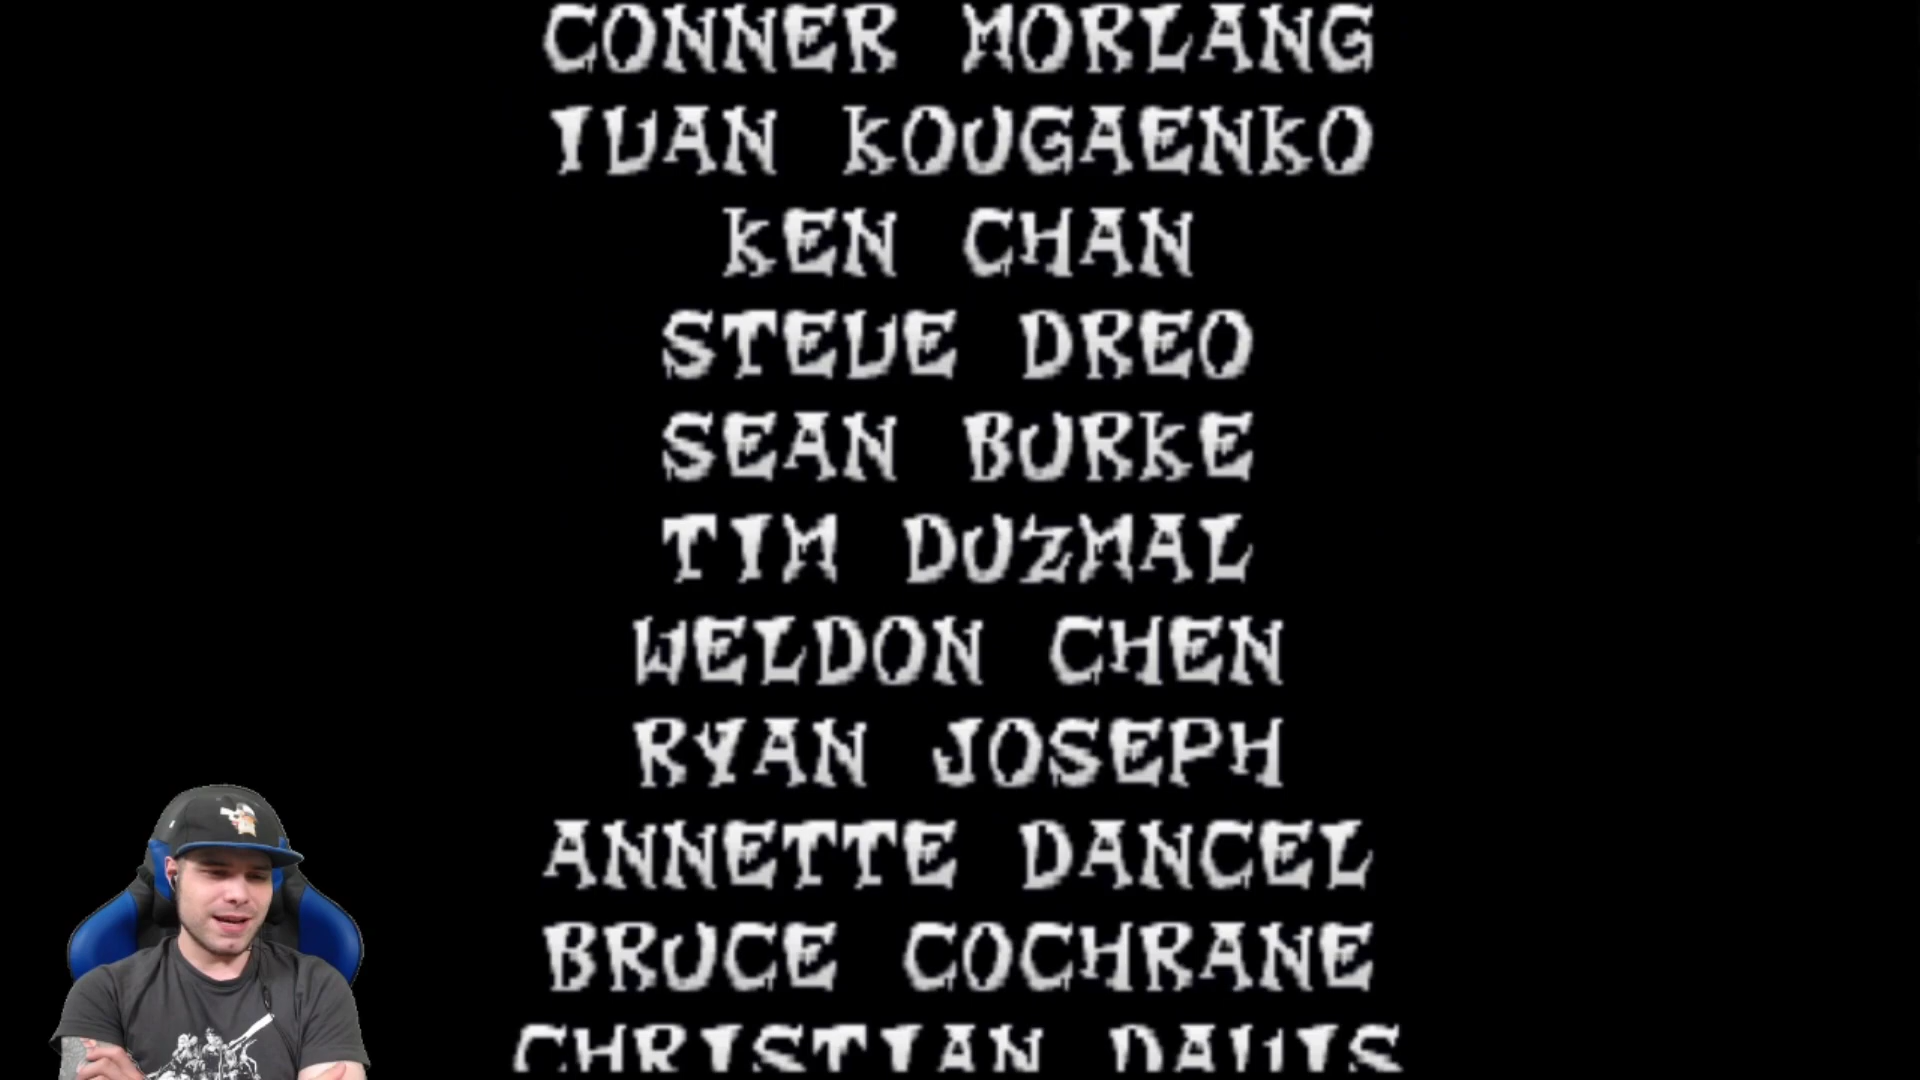 CONNER MORLANG
IVAN KOUGAENKO
KEN CHAN
STEVE DREO
SEAN BURKE
TIM DUZMAL
WELDON CHEN
RYAN JOSEPH
ANNETTE DANCEL
BRUCE COCHRANE
CHRISTIAN DAVIS